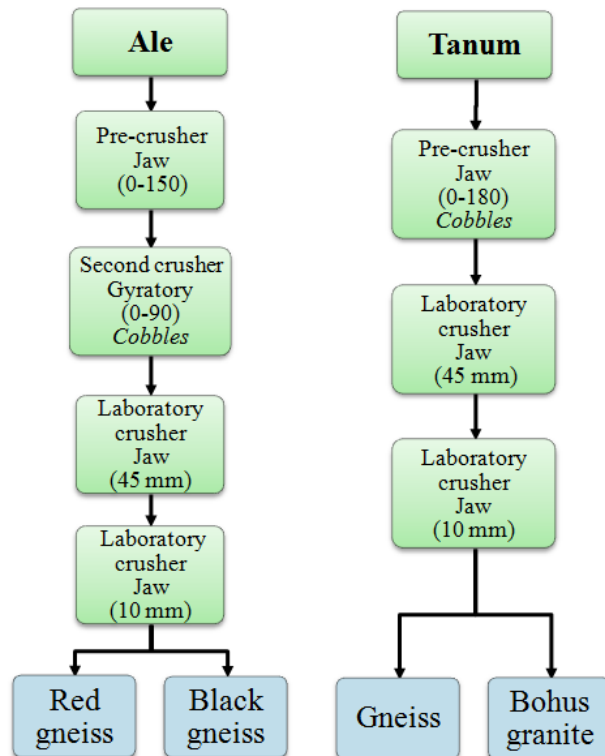 Ale
Pre-crusher
Jaw
(0-150)
Second crusher
Gyratory
(0-90)
Cobbles
Laboratory
crusher
Jaw
(45 mm)
Laboratory
crusher
Jaw
(10 mm)
Red
gneiss
Black
gneiss
Tanum
Pre-crusher
Jaw
(0-180)
Cobbles
Laboratory
crusher
Jaw
(45 mm)
Laboratory
crusher
Jaw
(10 mm)
Gneiss
Bohus
granite